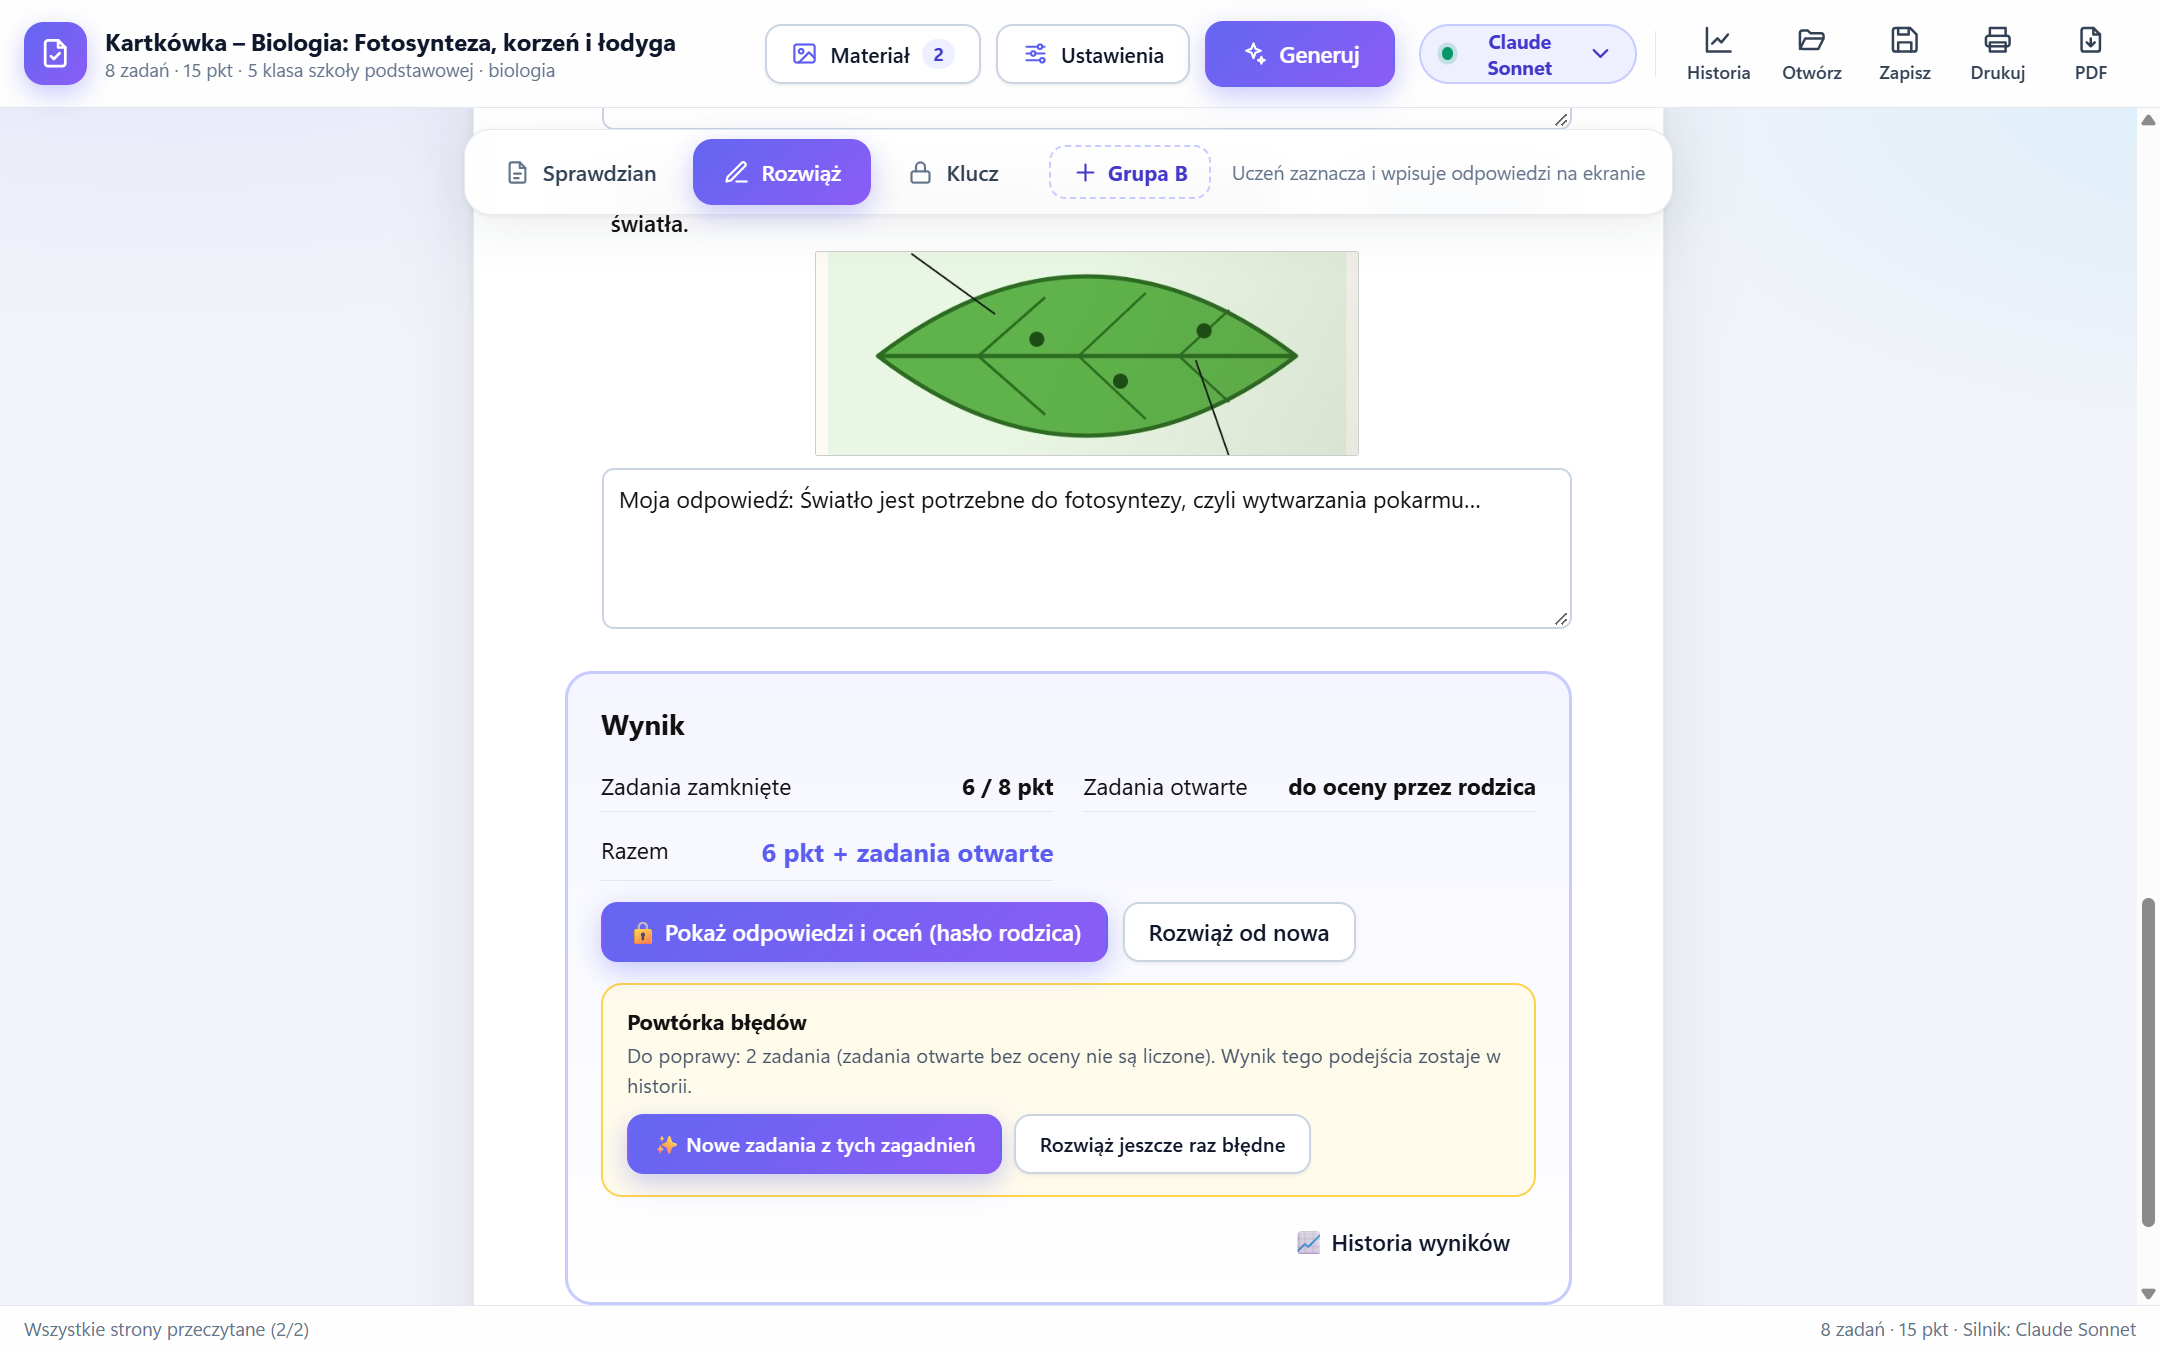 Kartkówka – Biologia: Fotosynteza, korzeń i łodyga
8 zadań · 15 pkt · 5 klasa szkoły podstawowej · biologia
Materiał 2
Ustawienia
Generuj
Claude
Sonnet
Historia
Otwórz
Zapisz
Drukuj
PDF
Sprawdzian
Rozwiąż
Klucz
Grupa B
Uczeń zaznacza i wpisuje odpowiedzi na ekranie
światła.
Moja odpowiedź: Światło jest potrzebne do fotosyntezy, czyli wytwarzania pokarmu...
Wynik
Zadania zamknięte 6 / 8 pkt
Zadania otwarte do oceny przez rodzica
Razem 6 pkt + zadania otwarte
Pokaż odpowiedzi i oceń (hasło rodzica)
Rozwiąż od nowa
Powtórka błędów
Do poprawy: 2 zadania (zadania otwarte bez oceny nie są liczone). Wynik tego podejścia zostaje w
historii.
Nowe zadania z tych zagadnień
Rozwiąż jeszcze raz błędne
Historia wyników
Wszystkie strony przeczytane (2/2)
8 zadań · 15 pkt · Silnik: Claude Sonnet